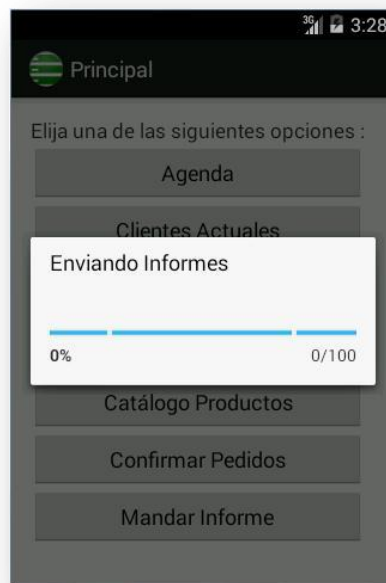 3G 3:28
Principal
Elija una de las siguientes opciones :
Agenda
Clientes Actuales
Enviando Informes
0% 0/100
Catálogo Productos
Confirmar Pedidos
Mandar Informe